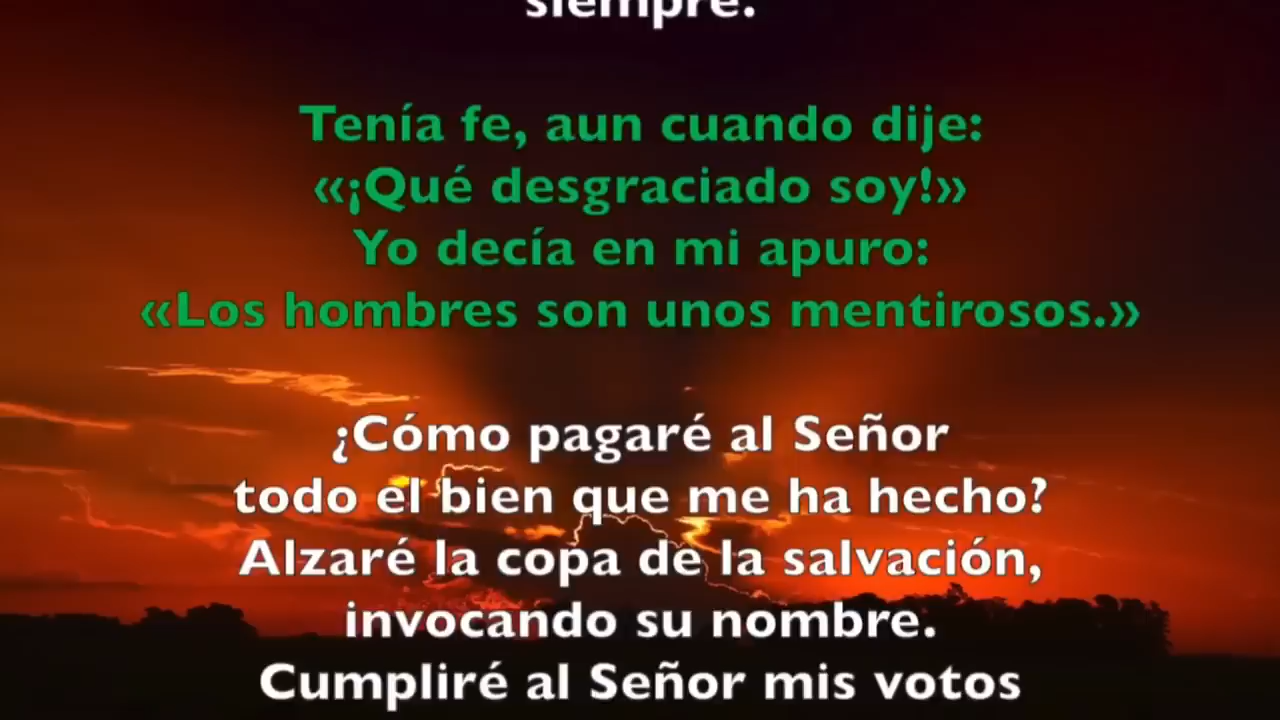 siempre.
Tenía fe, aun cuando dije:
«¡Qué desgraciado soy!»
Yo decía en mi apuro:
«Los hombres son unos mentirosos.»
¿Cómo pagaré al Señor
todo el bien que me ha hecho?
Alzaré la copa de la salvación,
invocando su nombre.
Cumpliré al Señor mis votos